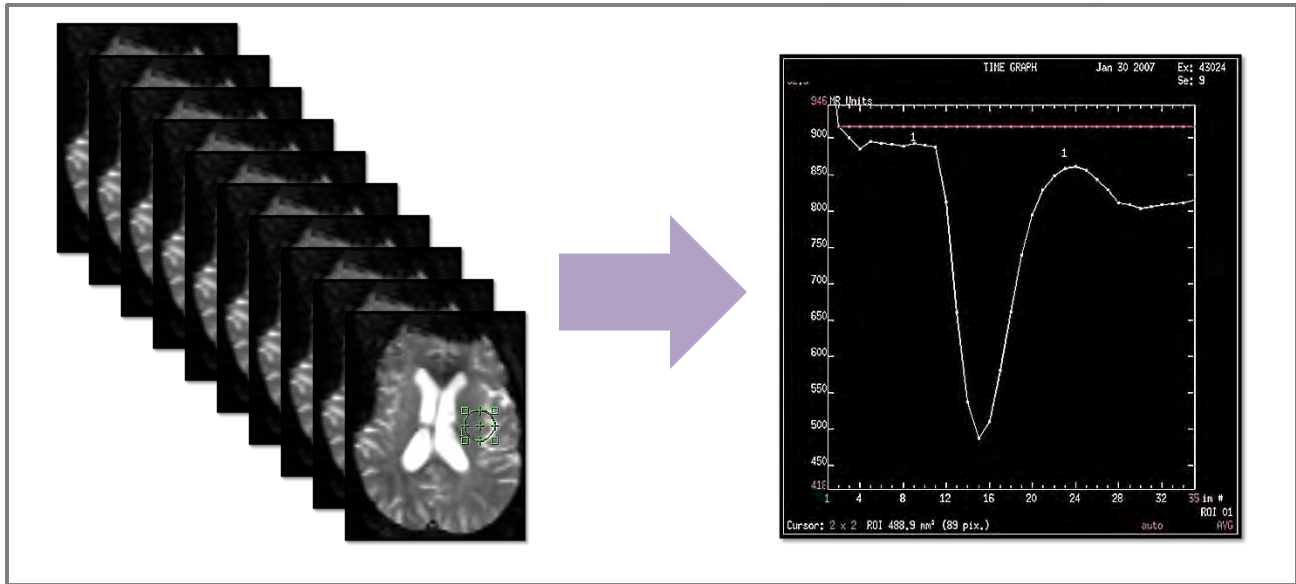 TIME GRAPH Jan 30 2007 Ex: 43024
Se: 9
946 MR Units
900
1
1
850
800
750
700
650
600
550
500
450
418
1 4 8 12 16 20 24 28 32 35 im #
ROI 01
Cursor: 2 x 2 ROI 488.9 mm² (89 pix.) auto AVG
1